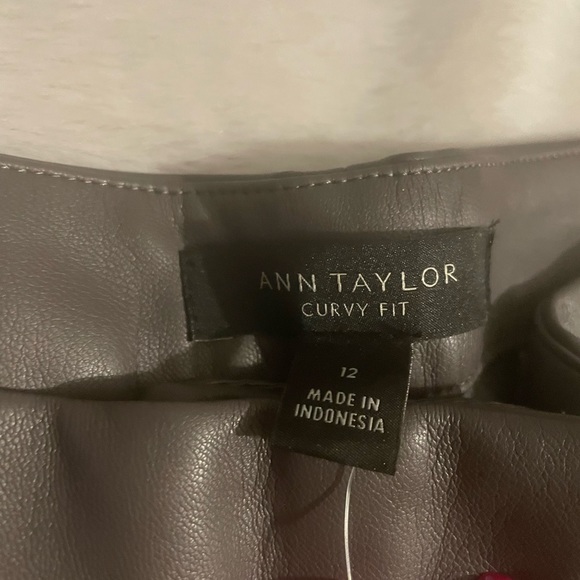 ANN TAYLOR
CURVY FIT
12
MADE IN
INDONESIA